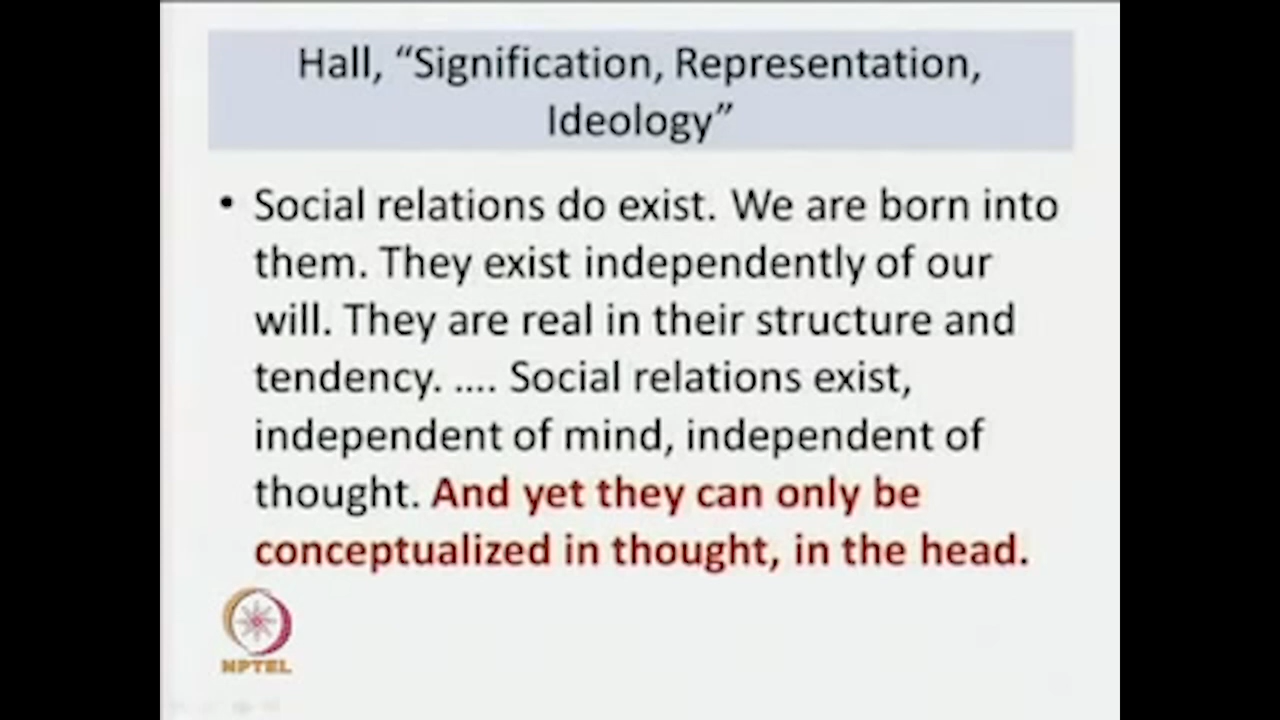 Hall, “Signification, Representation,
Ideology”
• Social relations do exist. We are born into
them. They exist independently of our
will. They are real in their structure and
tendency. .... Social relations exist,
independent of mind, independent of
thought. And yet they can only be
conceptualized in thought, in the head.
NPTEL